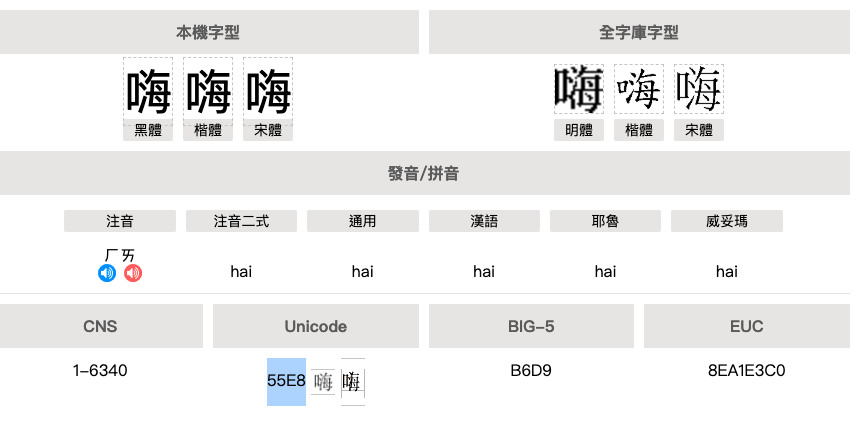 本機字型 全字庫字型
嗨 嗨 嗨 嗨 嗨 嗨
黑體 楷體 宋體 明體 楷體 宋體
發音/拼音
注音 注音二式 通用 漢語 耶魯 威妥瑪
ㄏㄞ hai hai hai hai hai
CNS Unicode BIG-5 EUC
1-6340 55E8 嗨 嗨 B6D9 8EA1E3C0